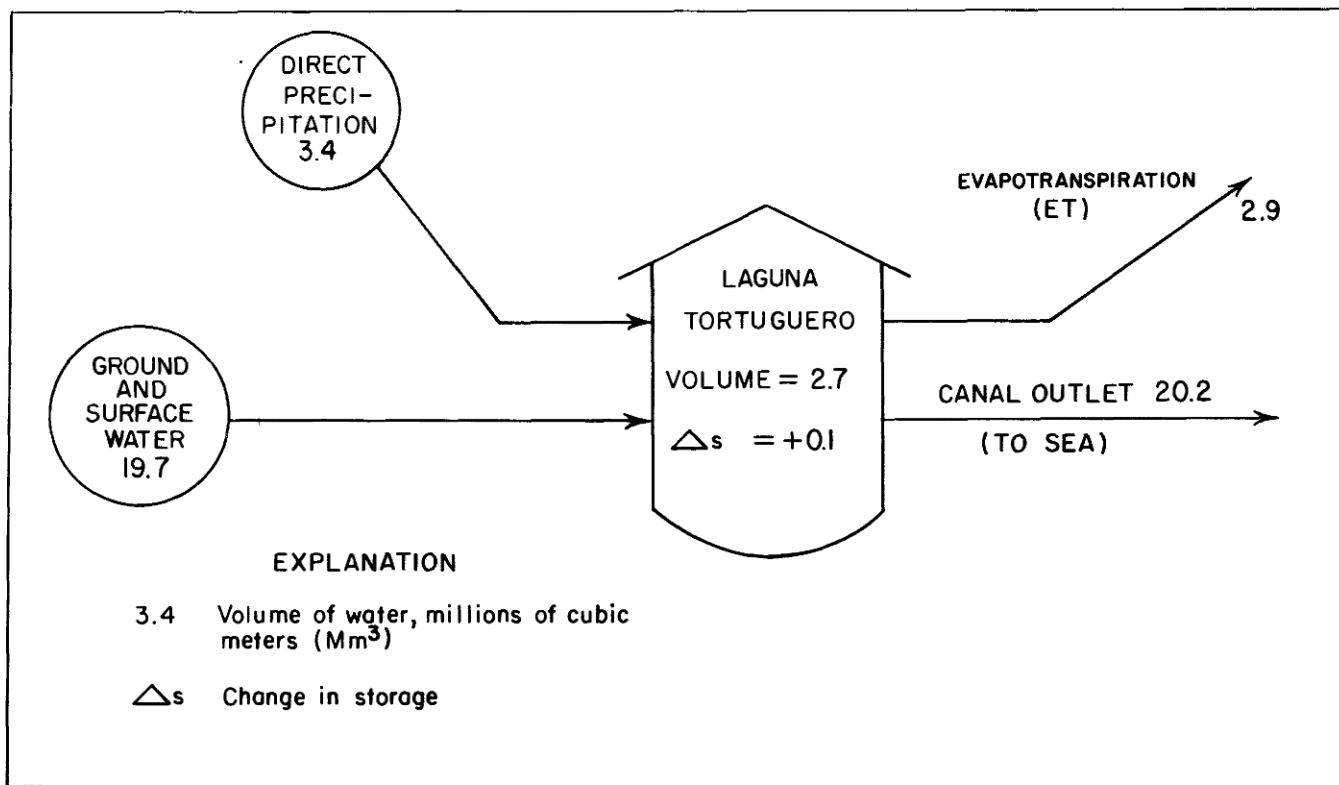 DIRECT
PRECI-
PITATION
3.4
EVAPOTRANSPIRATION
(ET)
2.9
LAGUNA
TORTUGUERO
VOLUME = 2.7
△s = +0.1
GROUND
AND
SURFACE
WATER
19.7
CANAL OUTLET 20.2
(TO SEA)
EXPLANATION
3.4 Volume of water, millions of cubic
meters (Mm³)
△s Change in storage